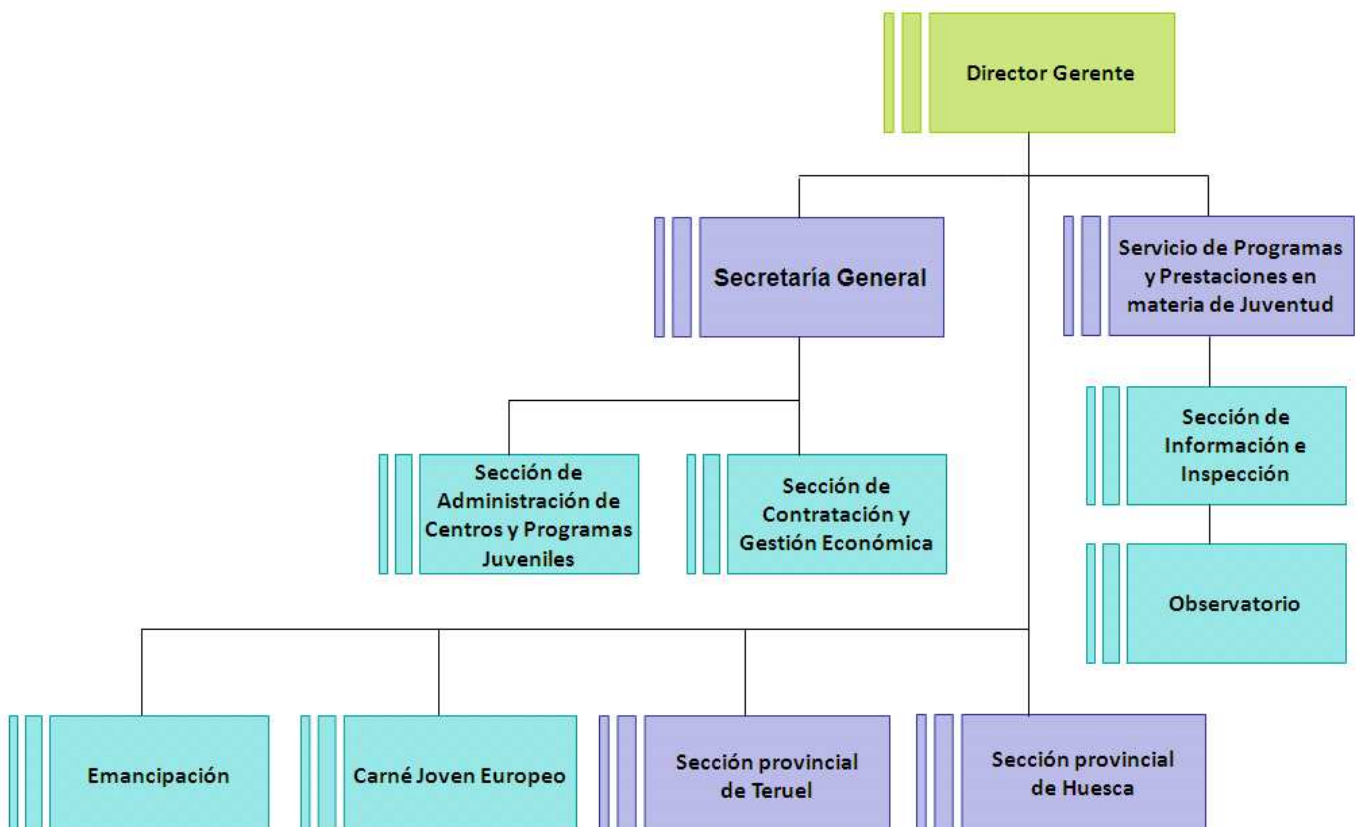 Director Gerente
Secretaría General
Servicio de Programas
y Prestaciones en
materia de Juventud
Sección de
Administración de
Centros y Programas
Juveniles
Sección de
Contratación y
Gestión Económica
Sección de
Información e
Inspección
Observatorio
Emancipación
Carné Joven Europeo
Sección provincial
de Teruel
Sección provincial
de Huesca